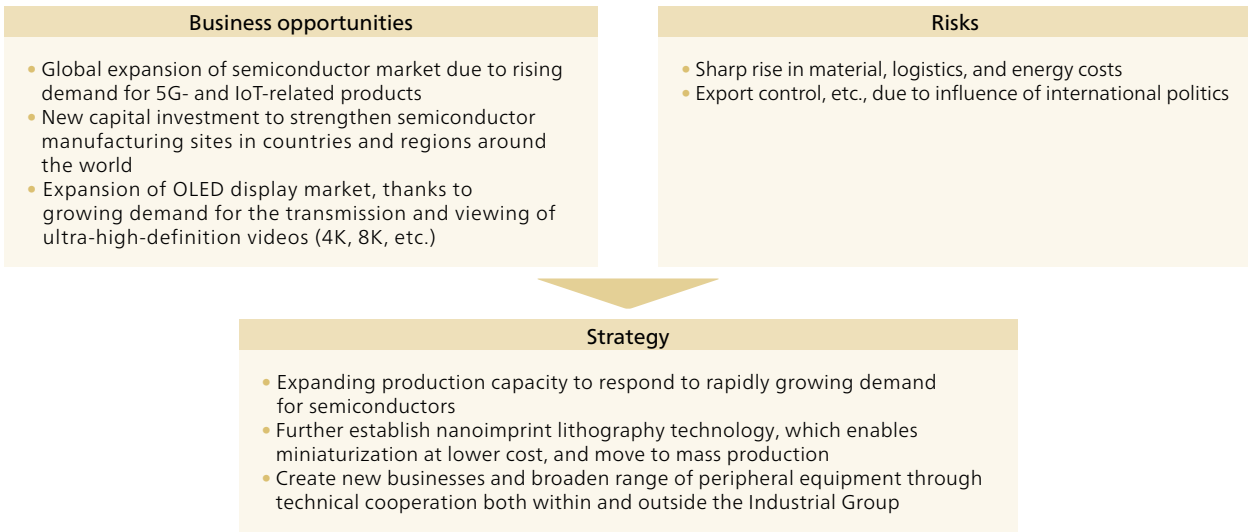 Business opportunities
• Global expansion of semiconductor market due to rising
demand for 5G- and IoT-related products
• New capital investment to strengthen semiconductor
manufacturing sites in countries and regions around
the world
• Expansion of OLED display market, thanks to
growing demand for the transmission and viewing of
ultra-high-definition videos (4K, 8K, etc.)
Risks
• Sharp rise in material, logistics, and energy costs
• Export control, etc., due to influence of international politics
Strategy
• Expanding production capacity to respond to rapidly growing demand
for semiconductors
• Further establish nanoimprint lithography technology, which enables
miniaturization at lower cost, and move to mass production
• Create new businesses and broaden range of peripheral equipment through
technical cooperation both within and outside the Industrial Group